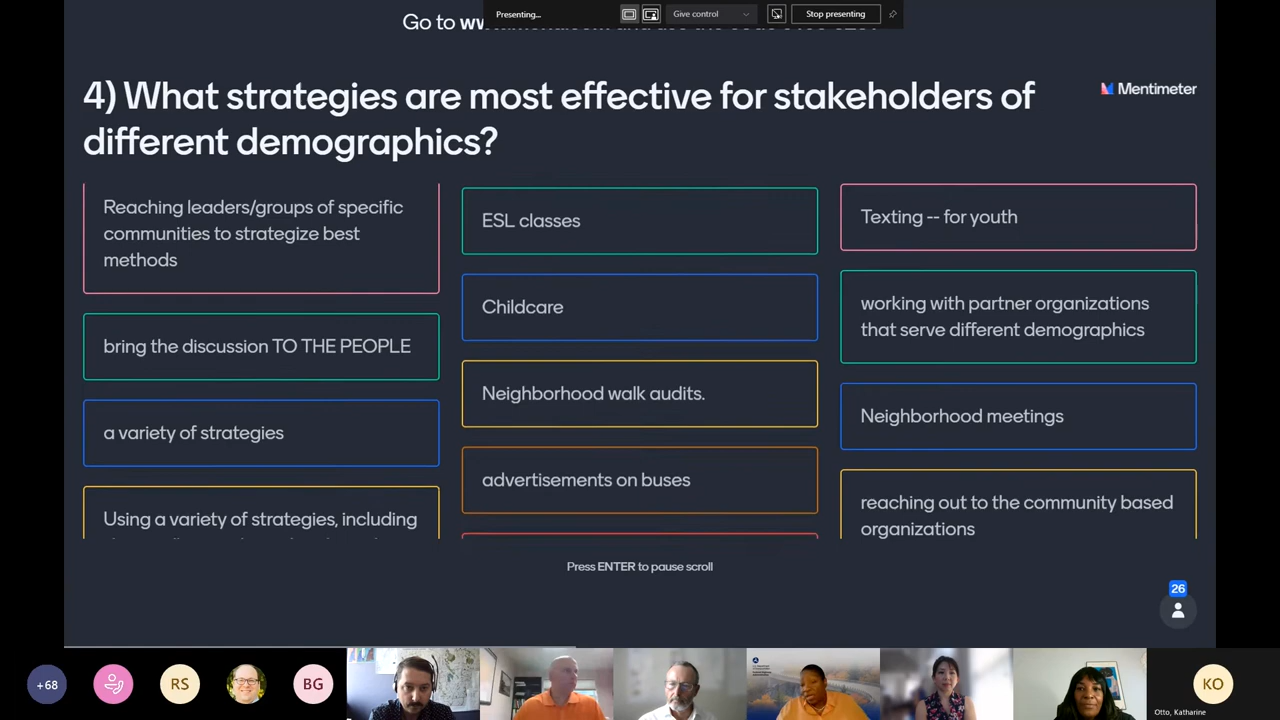 Presenting...
Give control
Stop presenting
Go to
4) What strategies are most effective for stakeholders of
different demographics?
Mentimeter
Reaching leaders/groups of specific
communities to strategize best
methods
bring the discussion TO THE PEOPLE
a variety of strategies
Using a variety of strategies, including
ESL classes
Childcare
Neighborhood walk audits.
advertisements on buses
Texting -- for youth
working with partner organizations
that serve different demographics
Neighborhood meetings
reaching out to the community based
organizations
Press ENTER to pause scroll
26
+68
RS
BG
KO
Otto, Katharine